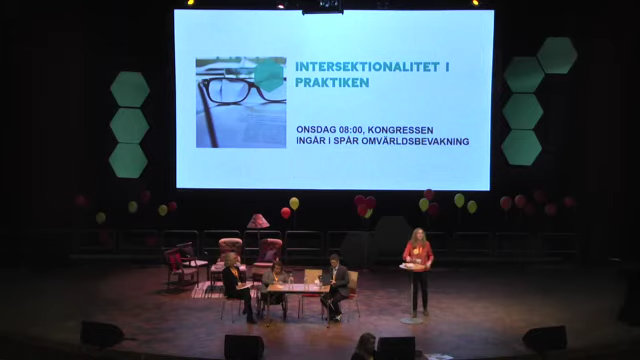 INTERSEKTIONALITET I
PRAKTIKEN
ONSDAG 08:00, KONGRESSEN
INGÅR I SPÅR OMVÄRLDSBEVAKNING